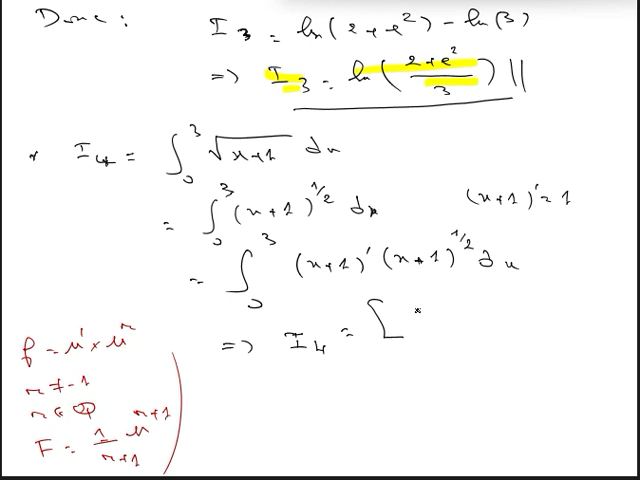 Donc : I₃ = ln(2+e²) - ln(3)
=> I₃ = ln((2+e²)/3) ||
* I₄ = ∫₀³ √(x+1) dx
= ∫₀³ (x+1)^(1/2) dx (x+1)' = 1
= ∫₀³ (x+1)' (x+1)^(1/2) dx
=> I₄ = [
f = u' × uⁿ
n ≠ -1
n ∈ Q
F = 1/(n+1) u^(n+1)